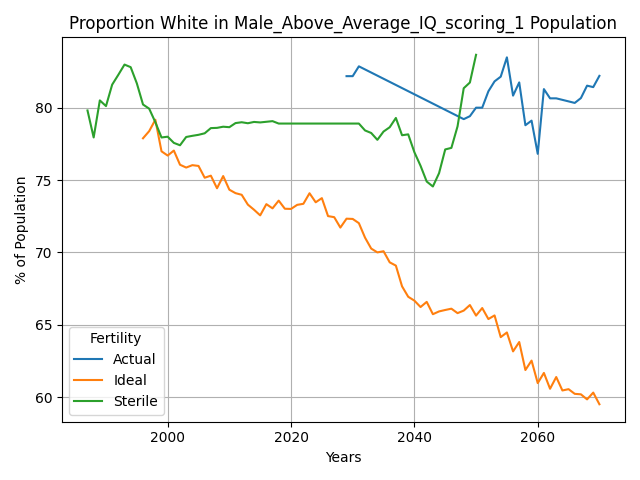 Proportion White in Male_Above_Average_IQ_scoring_1 Population
% of Population
80
75
70
65
60
Fertility
Actual
Ideal
Sterile
2000
2020
2040
2060
Years